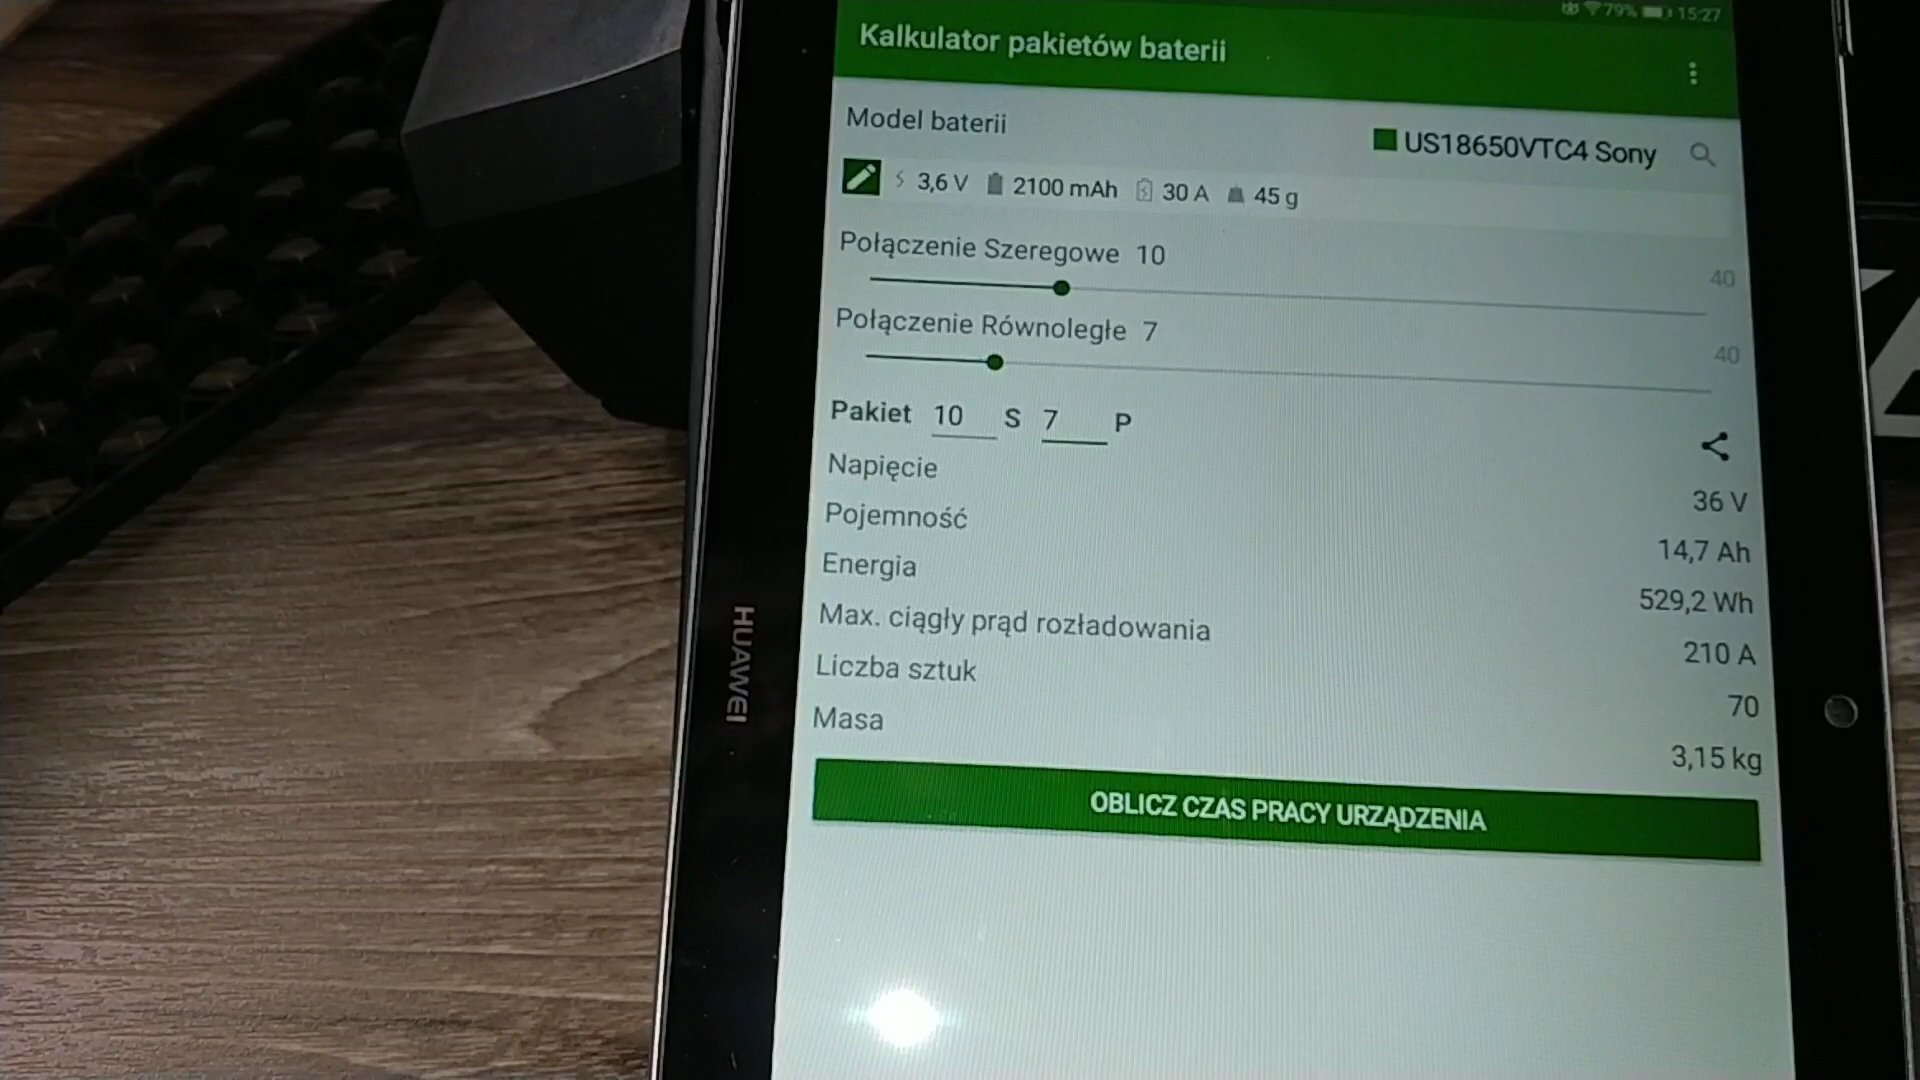 79% 15:27
Kalkulator pakietów baterii
Model baterii US18650VTC4 Sony
3,6 V 2100 mAh 30 A 45 g
Połączenie Szeregowe 10
40
Połączenie Równoległe 7
40
Pakiet 10 S 7 P
Napięcie 36 V
Pojemność 14,7 Ah
Energia 529,2 Wh
Max. ciągły prąd rozładowania 210 A
Liczba sztuk 70
Masa 3,15 kg
OBLICZ CZAS PRACY URZĄDZENIA
HUAWEI